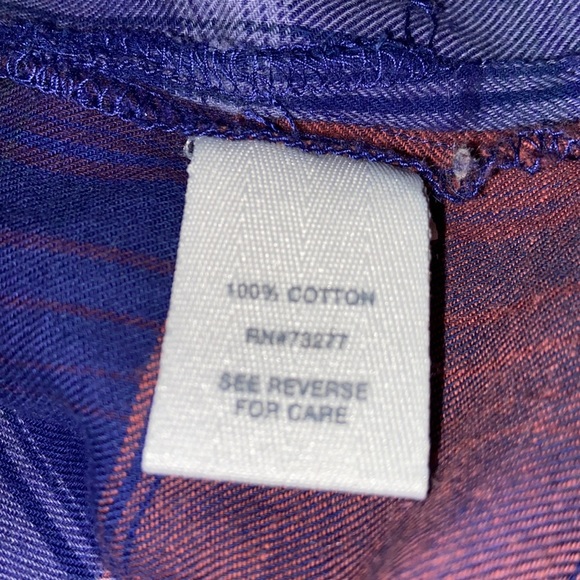 100% COTTON
RN#73277
SEE REVERSE
FOR CARE